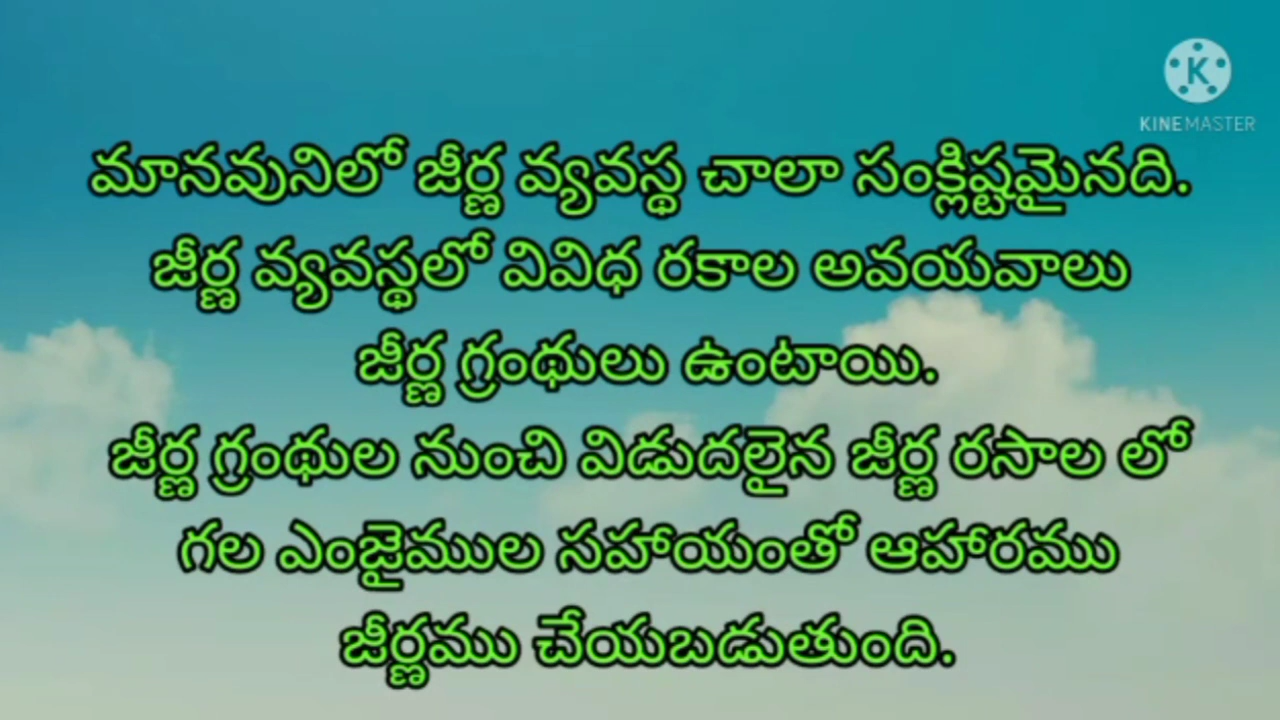 K
KINEMASTER
మానవునిలో జీర్ణ వ్యవస్థ చాలా సంక్లిష్టమైనది.
జీర్ణ వ్యవస్థలో వివిధ రకాల అవయవాలు
జీర్ణ గ్రంథులు ఉంటాయి.
జీర్ణ గ్రంథుల నుంచి విడుదలైన జీర్ణ రసాల లో
గల ఎంజైముల సహాయంతో ఆహారము
జీర్ణము చేయబడుతుంది.